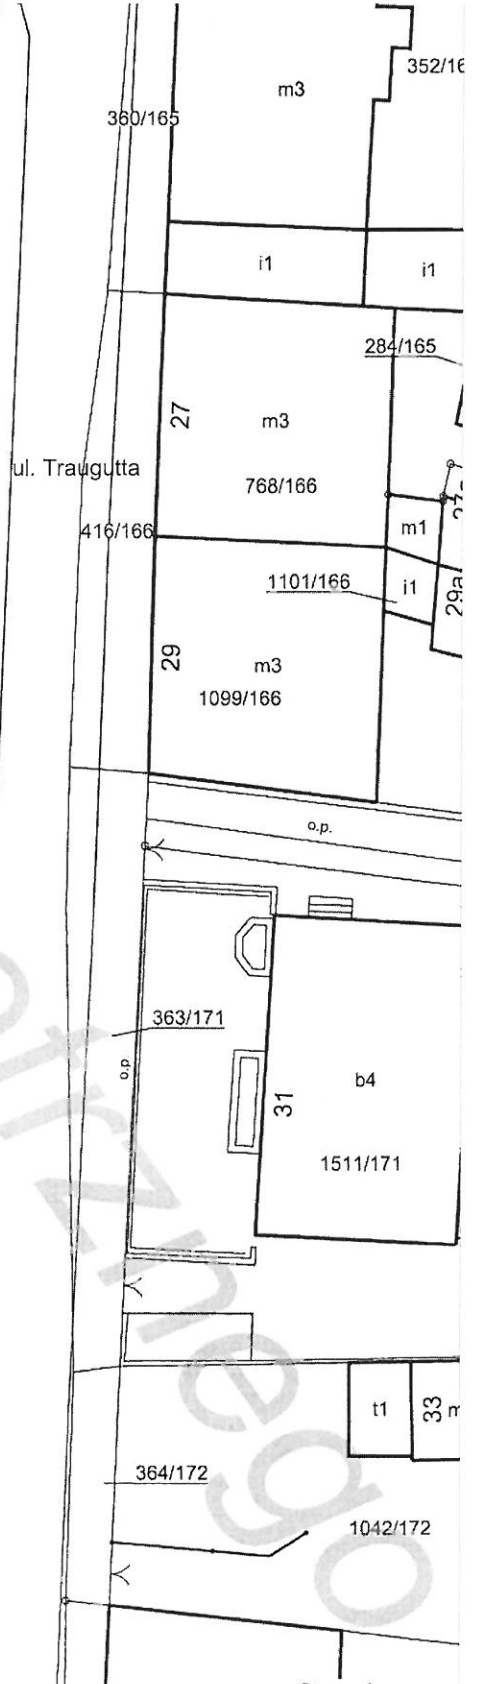 352/16
m3
360/165
i1
i1
284/165
27
m3
ul. Traugutta
768/166
416/166
m1
1101/166
i1
29a
29
m3
1099/166
o.p.
363/171
o.p
b4
31
1511/171
t1
33
m
364/172
1042/172